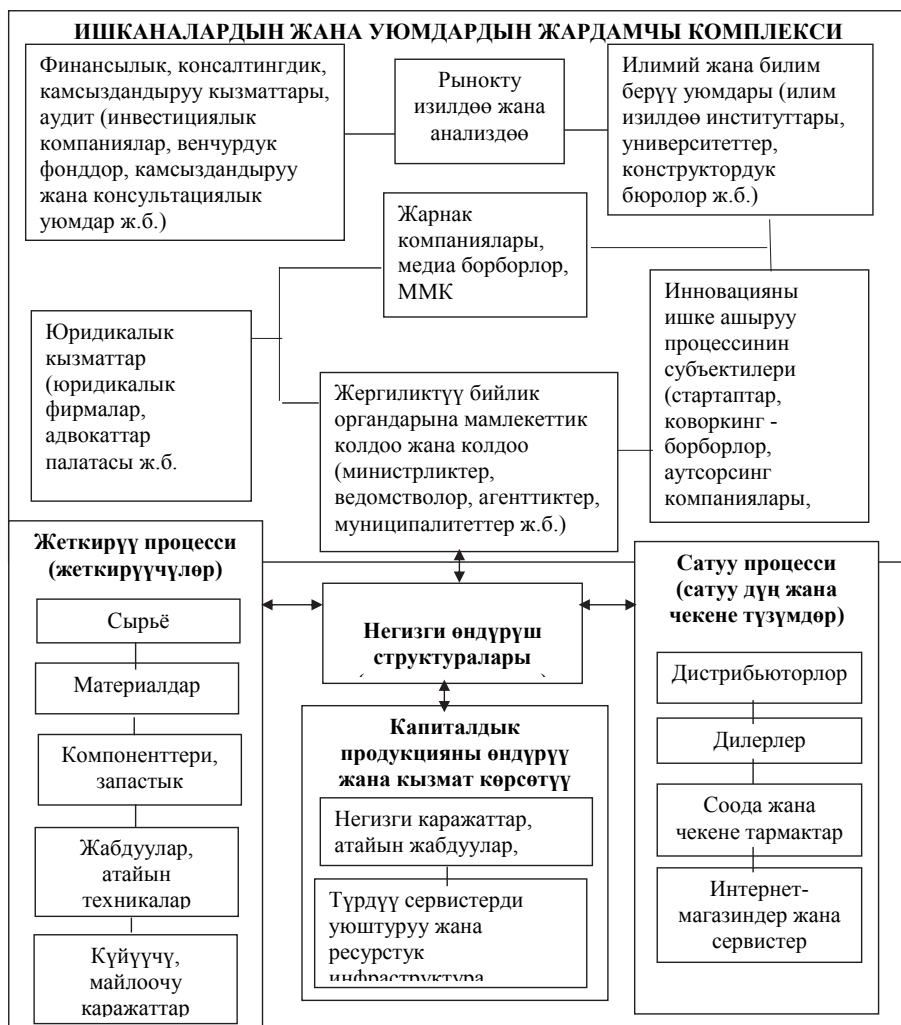 ИШКАНАЛАРДЫН ЖАНА УЮМДАРДЫН ЖАРДАМЧЫ КОМПЛЕКСИ
Финансылык, консалтингдик,
камсыздандыруу кызматтары,
аудит (инвестициялык
компаниялар, венчурдук
фонддор, камсыздандыруу
жана консультациялык
уюмдар ж.б.)
Рынокту
изилдөө жана
анализдөө
Илимий жана билим
берүү уюмдары (илим
изилдөө институттары,
университеттер,
конструктордук
бюролор ж.б.)
Жарнак
компаниялары,
медиа борборлор,
ММК
Юридикалык
кызматтар
(юридикалык
фирмалар,
адвокаттар
палатасы ж.б.
Жергиликтүү бийлик
органдарына мамлекеттик
колдоо жана колдоо
(министрликтер,
ведомстволор, агенттиктер,
муниципалитеттер ж.б.)
Инновацияны
ишке ашыруу
процессинин
субъектилери
(стартаптар,
коворкинг -
борборлор,
аутсорсинг
компаниялары,
Жеткирүү процесси
(жеткирүүчүлөр)
Сырьё
Материалдар
Компоненттери,
запастык
Жабдуулар,
атайын
техникалар
Күйүүчү,
майлоочу
каражаттар
Негизги өндүрүш
структуралары
Капиталдык
продукцияны өндүрүү
жана кызмат көрсөтүү
Негизги каражаттар,
атайын жабдуулар,
Түрдүү сервистерди
уюштуруу жана
ресурстук
инфраструктура
Сатуу процесси
(сатуу дүң жана
чекене түзүмдөр)
Дистрибьюторлор
Дилерлер
Соода жана
чекене тармактар
Интернет-
магазиндер жана
сервистер